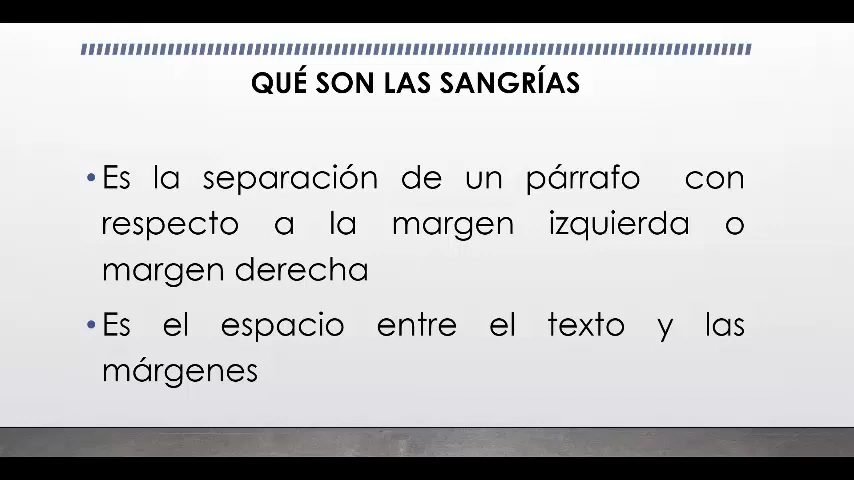 QUÉ SON LAS SANGRÍAS
•Es la separación de un párrafo con
respecto a la margen izquierda o
margen derecha
•Es el espacio entre el texto y las
márgenes